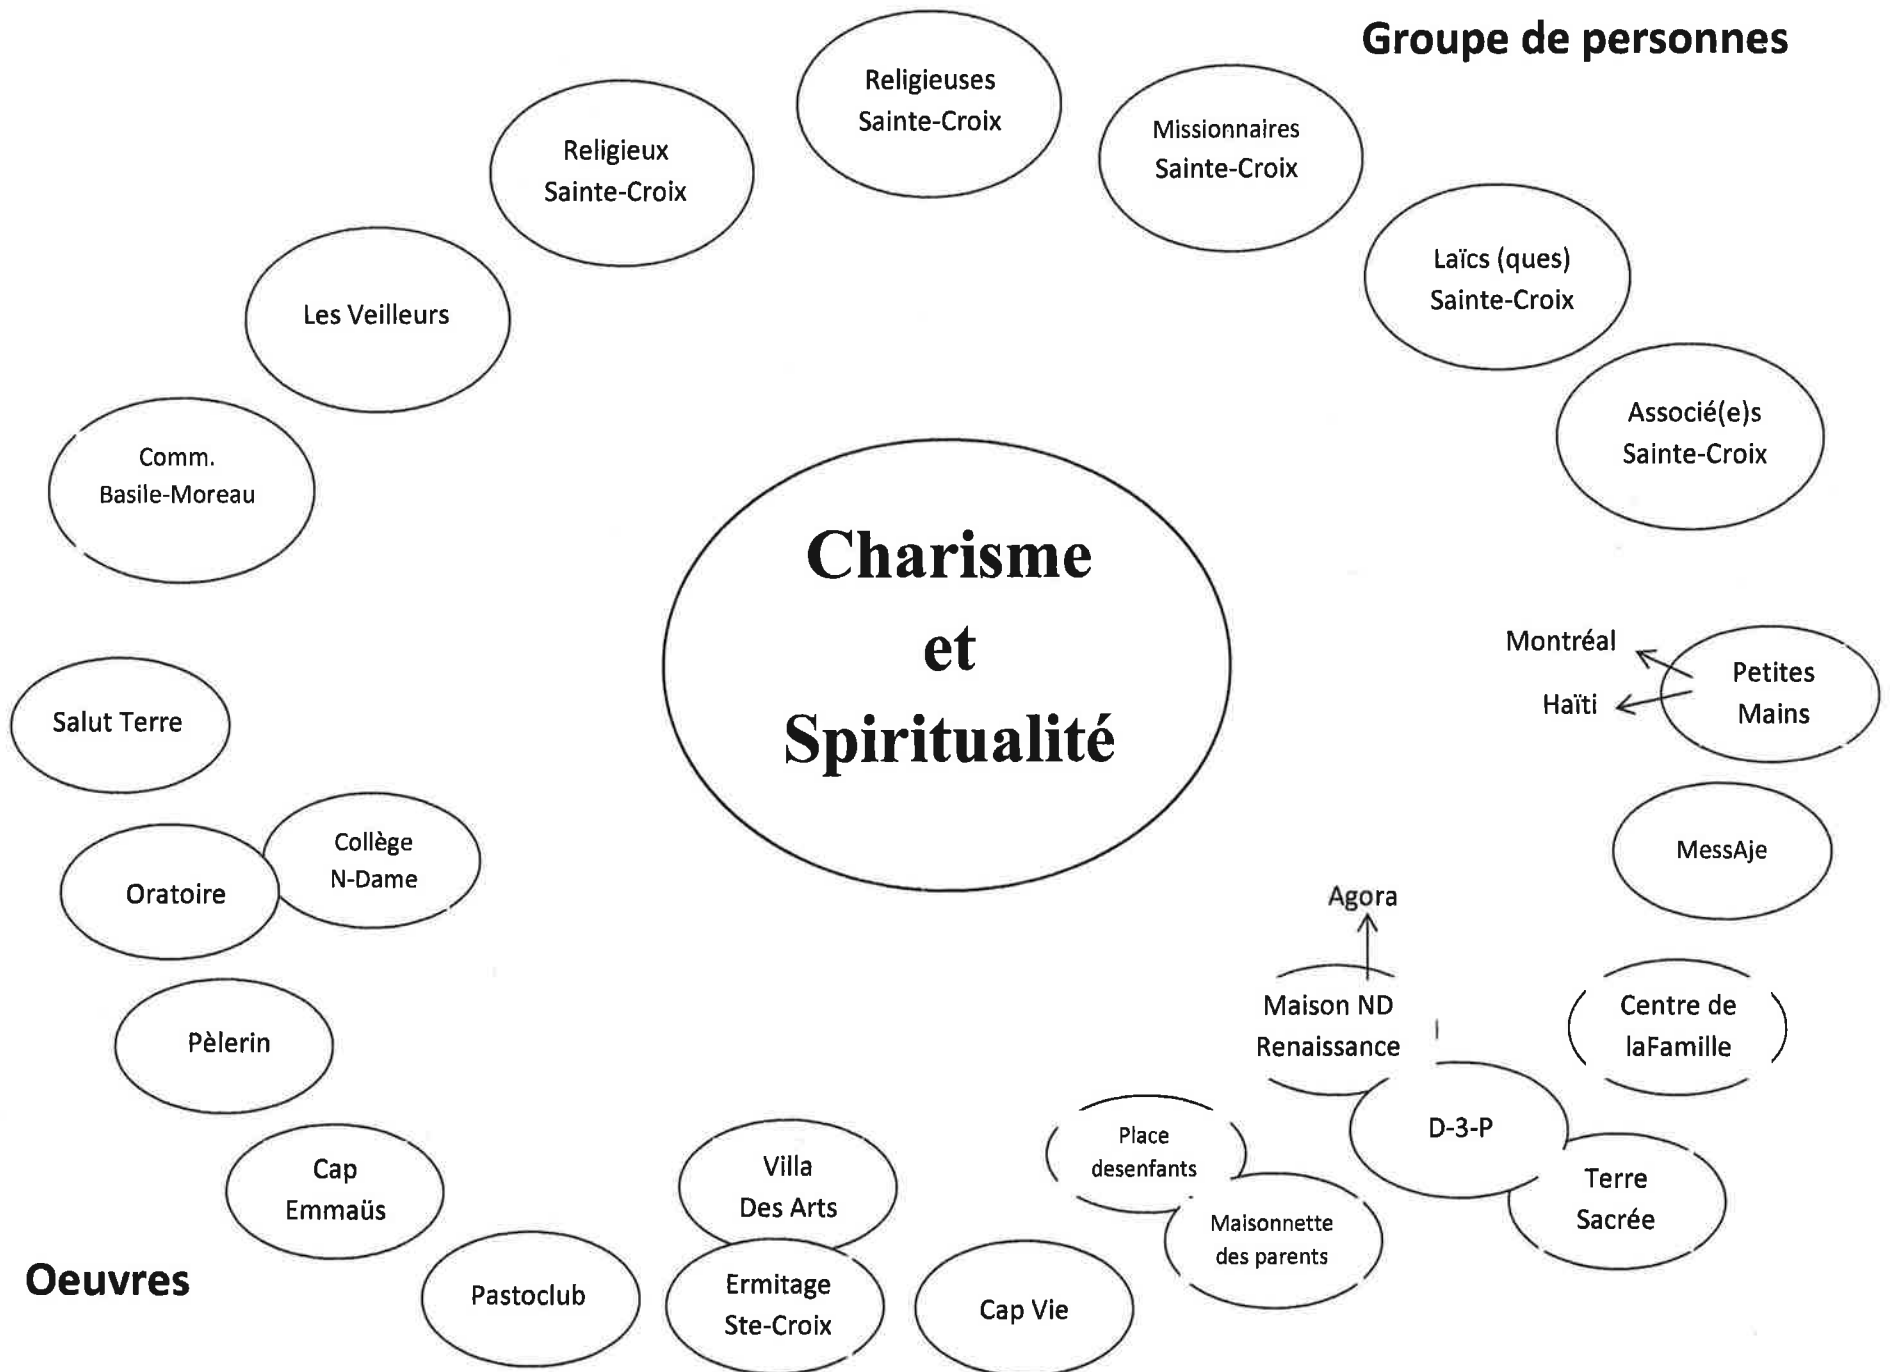 Groupe de personnes
Religieuses
Sainte-Croix
Missionnaires
Sainte-Croix
Religieux
Sainte-Croix
Laïcs (ques)
Sainte-Croix
Les Veilleurs
Associé(e)s
Sainte-Croix
Comm.
Basile-Moreau
Charisme
et
Spiritualité
Montréal
Haïti
Petites
Mains
Salut Terre
Collège
N-Dame
Oratoire
MessAje
Agora
Maison ND
Renaissance
Centre de
laFamille
Pèlerin
D-3-P
Place
desenfants
Villa
Des Arts
Cap
Emmaüs
Terre
Sacrée
Maisonnette
des parents
Oeuvres
Pastoclub
Ermitage
Ste-Croix
Cap Vie